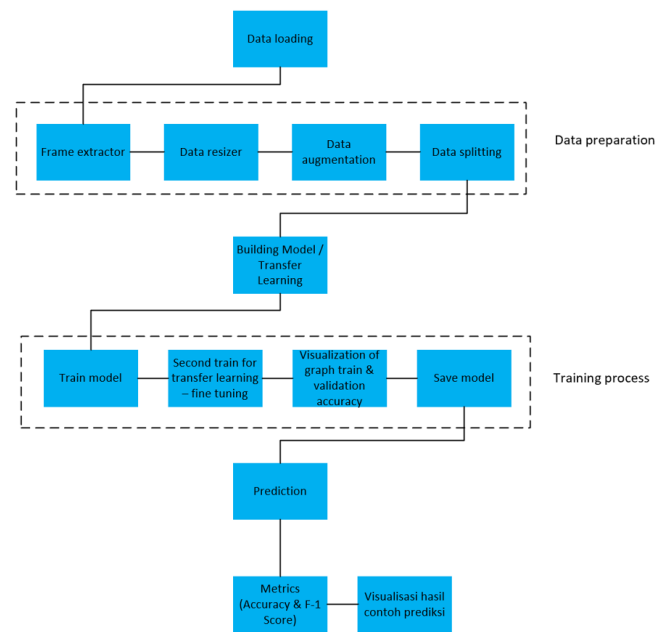 Data loading
Frame extractor
Data resizer
Data
augmentation
Data splitting
Data preparation
Building Model /
Transfer
Learning
Train model
Second train for
transfer learning
– fine tuning
Visualization of
graph train &
validation
accuracy
Save model
Training process
Prediction
Metrics
(Accuracy & F-1
Score)
Visualisasi hasil
contoh prediksi